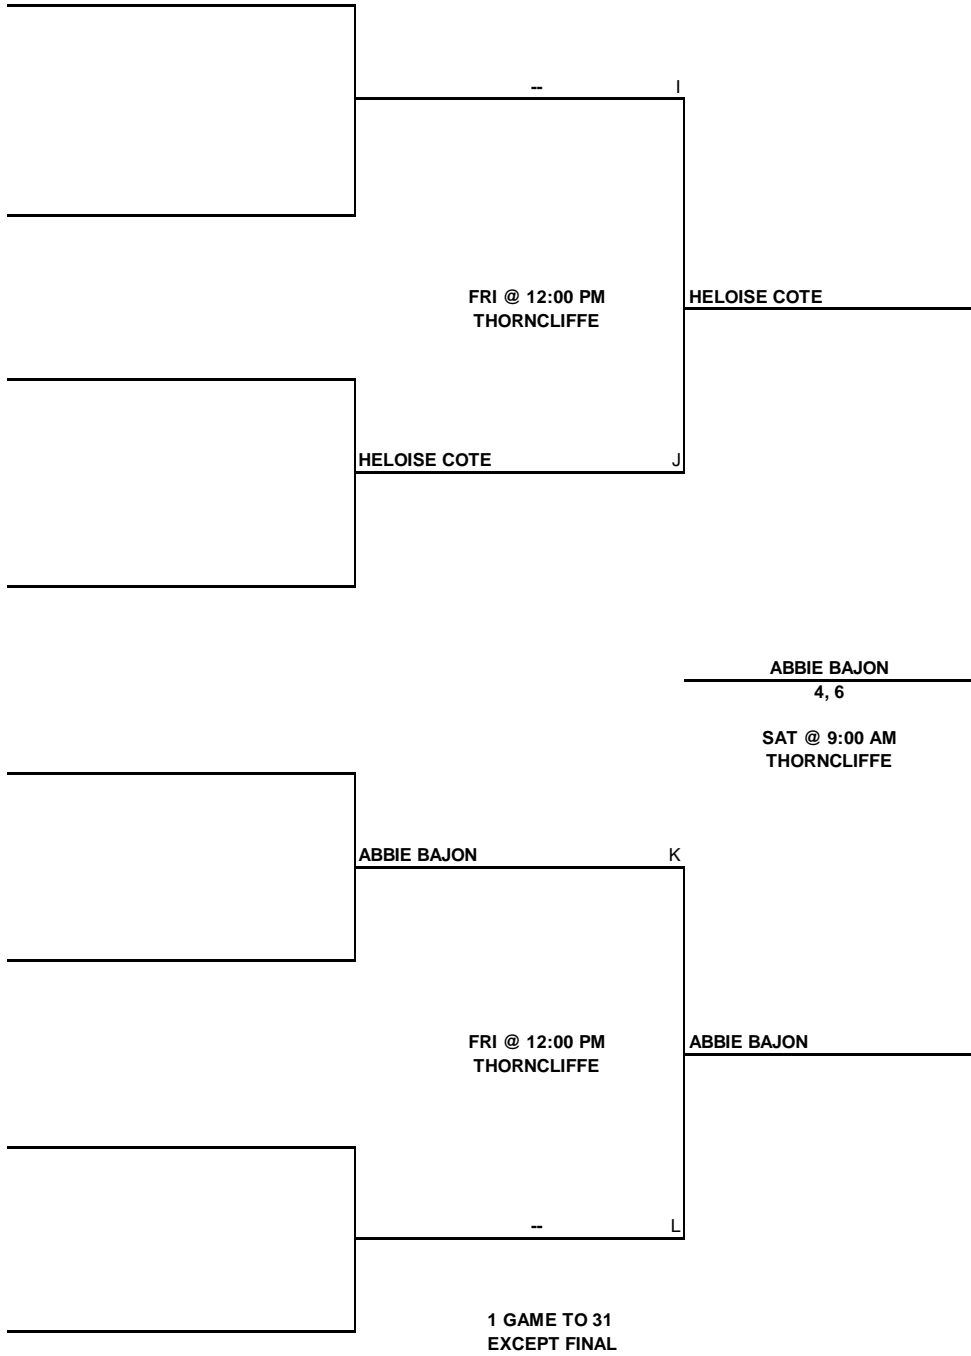 -- I
FRI @ 12:00 PM
THORNCLIFFE
HELOISE COTE
HELOISE COTE J
ABBIE BAJON
4, 6
SAT @ 9:00 AM
THORNCLIFFE
ABBIE BAJON K
FRI @ 12:00 PM
THORNCLIFFE
ABBIE BAJON
-- L
1 GAME TO 31
EXCEPT FINAL